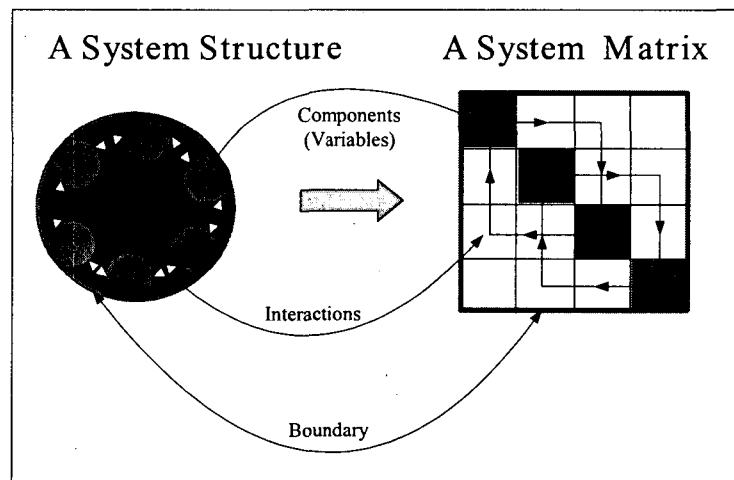 A System Structure
A System Matrix
Components
(Variables)
Interactions
Boundary